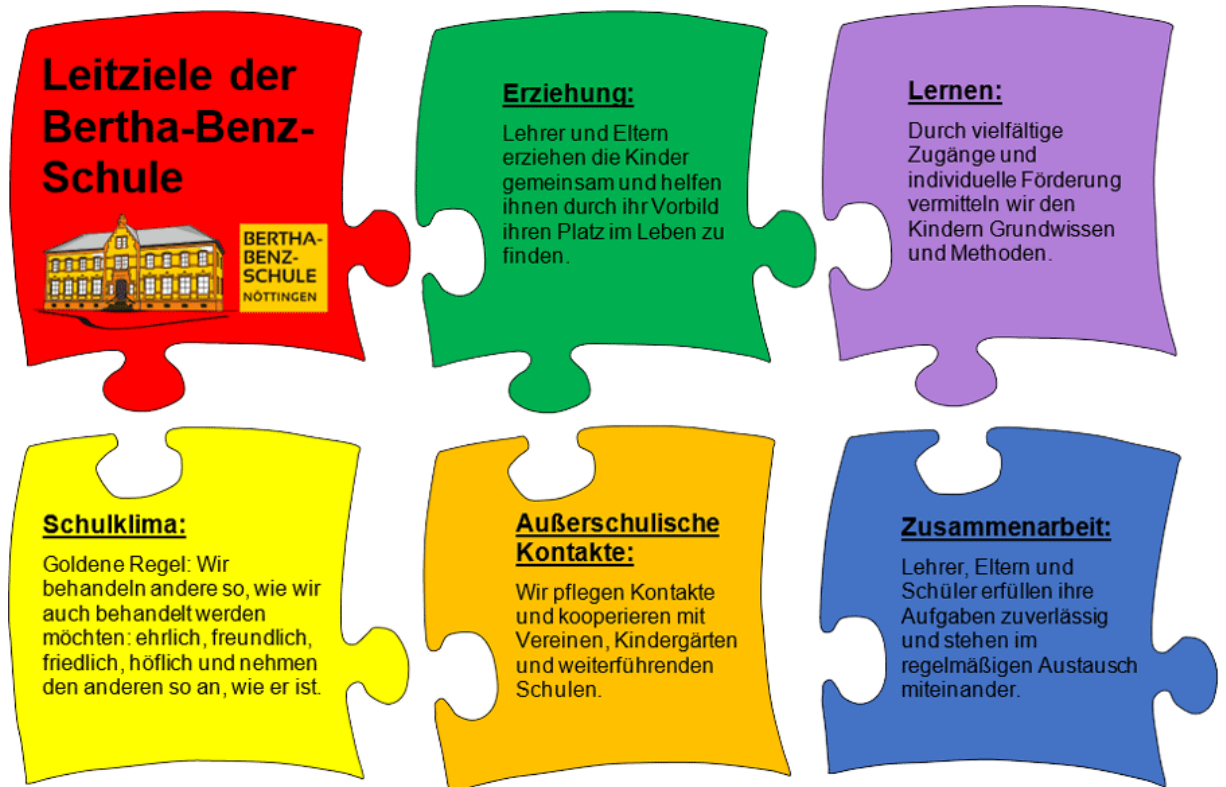 Leitziele der
Bertha-Benz-
Schule
BERTHA-
BENZ-
SCHULE
NÖTTINGEN
Erziehung:
Lehrer und Eltern
erziehen die Kinder
gemeinsam und helfen
ihnen durch ihr Vorbild
ihren Platz im Leben zu
finden.
Lernen:
Durch vielfältige
Zugänge und
individuelle Förderung
vermitteln wir den
Kindern Grundwissen
und Methoden.
Schulklima:
Goldene Regel: Wir
behandeln andere so, wie wir
auch behandelt werden
möchten: ehrlich, freundlich,
friedlich, höflich und nehmen
den anderen so an, wie er ist.
Außerschulische
Kontakte:
Wir pflegen Kontakte
und kooperieren mit
Vereinen, Kindergärten
und weiterführenden
Schulen.
Zusammenarbeit:
Lehrer, Eltern und
Schüler erfüllen ihre
Aufgaben zuverlässig
und stehen im
regelmäßigen Austausch
miteinander.